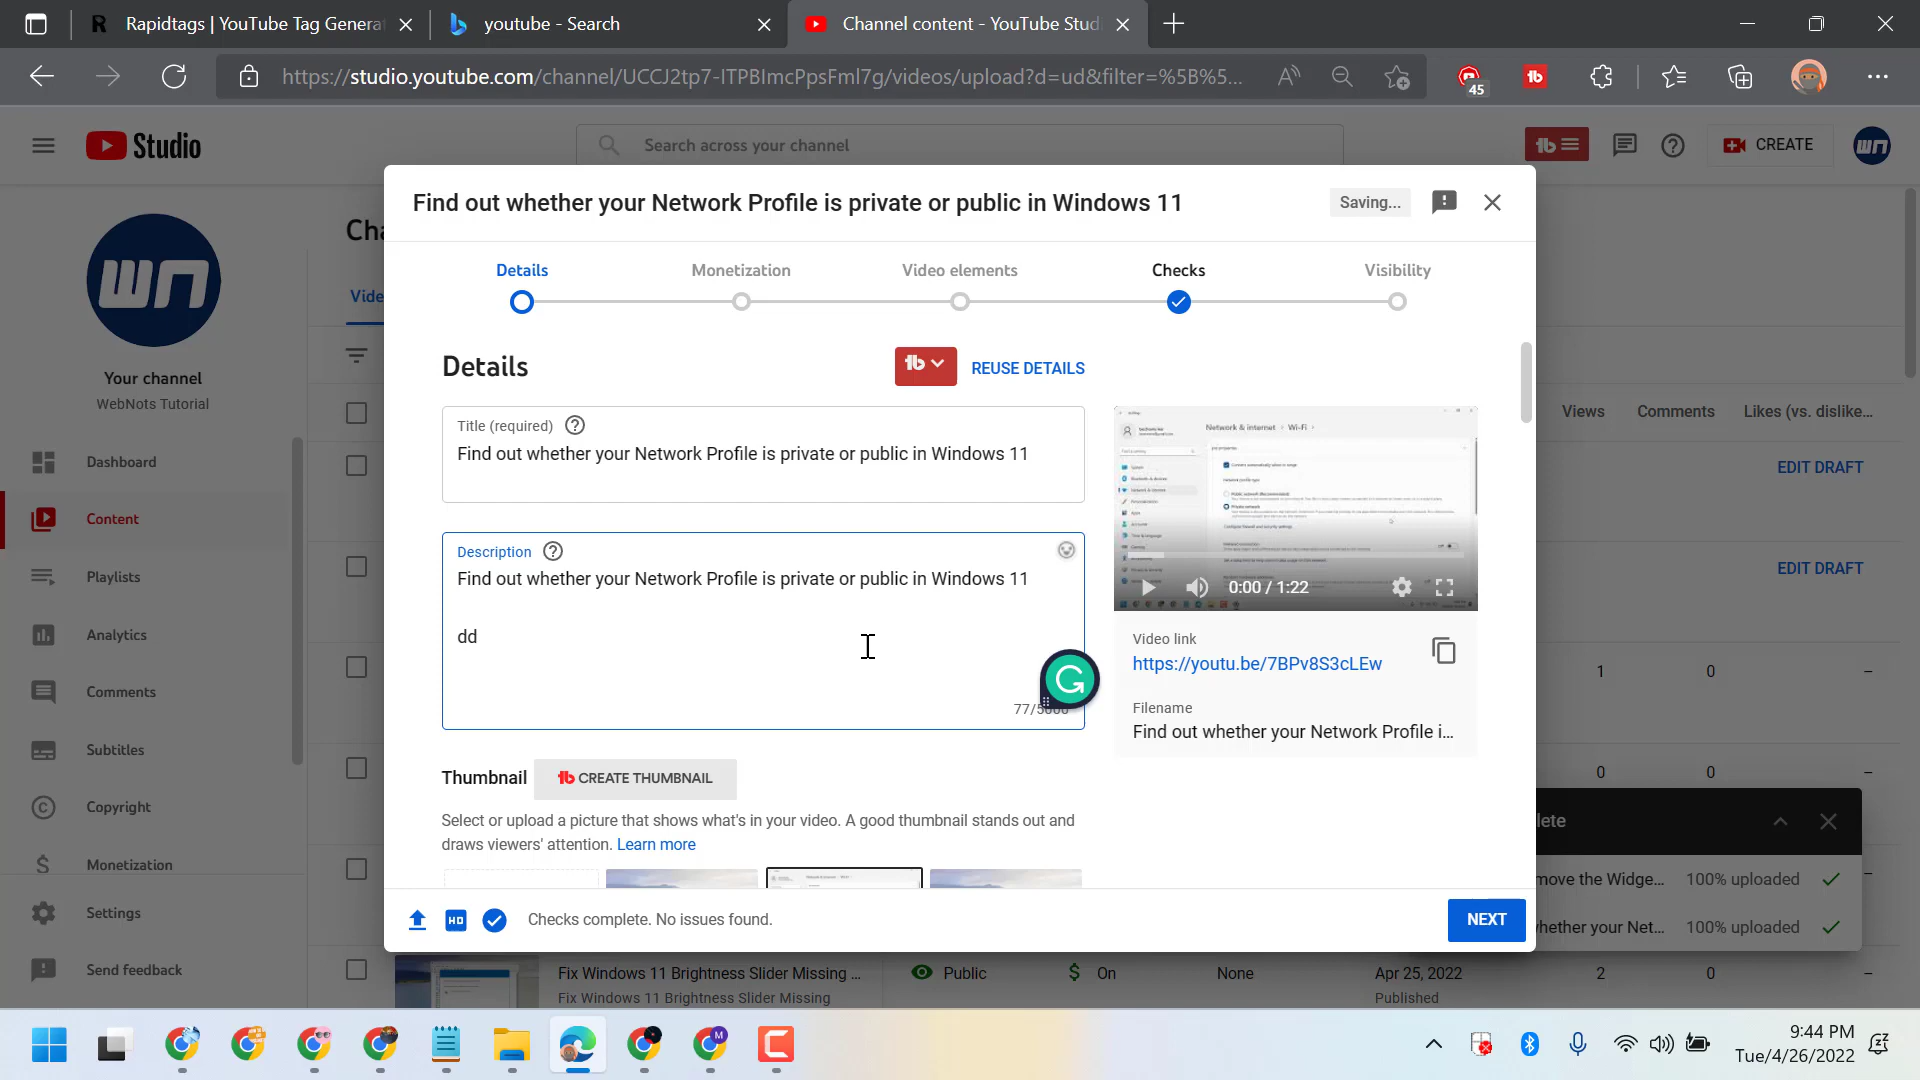 Rapidtags | YouTube Tag Genera
youtube - Search
Channel content - YouTube Stud
https://studio.youtube.com/channel/UCCJ2tp7-ITPBImcPpsFml7g/videos/upload?d=ud&filter=%5B%5...
45
Studio
Search across your channel
CREATE
Your channel
WebNots Tutorial
Dashboard
Content
Playlists
Analytics
Comments
Subtitles
Copyright
Monetization
Settings
Send feedback
Cha
Vide
Find out whether your Network Profile is private or public in Windows 11
Saving...
Details
Monetization
Video elements
Checks
Visibility
Details
REUSE DETAILS
Title (required)
Find out whether your Network Profile is private or public in Windows 11
Description
Find out whether your Network Profile is private or public in Windows 11
dd
Network & internet › Wi-Fi ›
0:00 / 1:22
Video link
https://youtu.be/7BPv8S3cLEw
Filename
Find out whether your Network Profile i...
Thumbnail
CREATE THUMBNAIL
Select or upload a picture that shows what's in your video. A good thumbnail stands out and
draws viewers' attention. Learn more
HD
Checks complete. No issues found.
NEXT
Views
Comments
Likes (vs. dislike...
EDIT DRAFT
EDIT DRAFT
1
0
–
0
0
–
lete
move the Widge...
100% uploaded
hether your Net...
100% uploaded
Fix Windows 11 Brightness Slider Missing ...
Fix Windows 11 Brightness Slider Missing
Public
On
None
Apr 25, 2022
Published
2
0
–
9:44 PM
Tue/4/26/2022